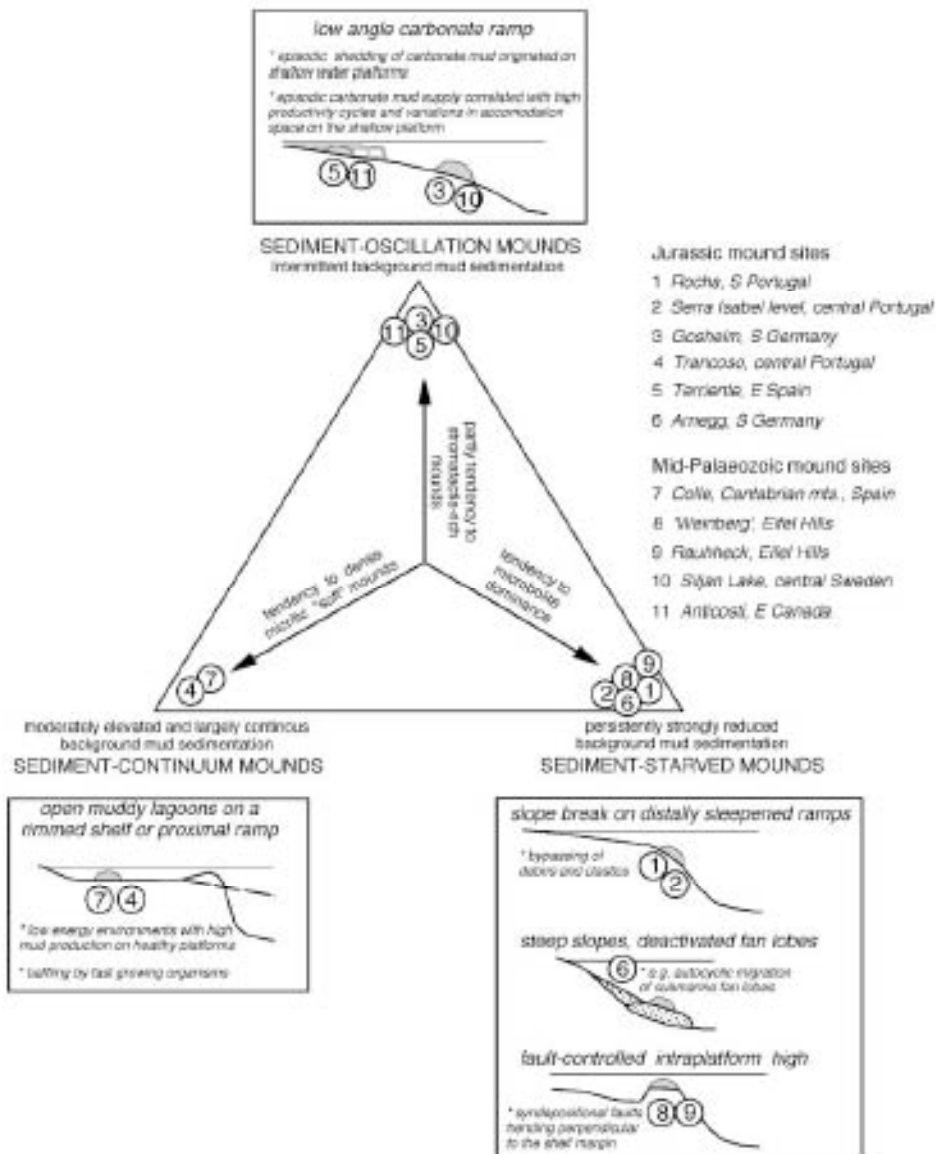 low angle carbonate ramp
* episodic shedding of carbonate mud originated on
shallow water platforms
* episodic carbonate mud supply correlated with high
productivity cycles and variations in accomodation
space on the shallow platform
5 11
3 10
SEDIMENT-OSCILLATION MOUNDS
intermittent background mud sedimentation
11 3 10
5
partly tendency to
stromatactis-rich
mounds
tendency to dense
micritic "stuff" mounds
tendency to
microbolite
dominance
4 7
9
8
2 6 1
Jurassic mound sites
1 Rocha, S Portugal
2 Serra Isabel level, central Portugal
3 Gosheim, S Germany
4 Trancoso, central Portugal
5 Terriente, E Spain
6 Arnegg, S Germany
Mid-Palaeozoic mound sites
7 Colle, Cantabrian mts., Spain
8 'Weinberg', Eifel Hills
9 Rauhheck, Eifel Hills
10 Siljan Lake, central Sweden
11 Anticosti, E Canada
moderately elevated and largely continous
background mud sedimentation
SEDIMENT-CONTINUUM MOUNDS
persistently strongly reduced
background mud sedimentation
SEDIMENT-STARVED MOUNDS
open muddy lagoons on a
rimmed shelf or proximal ramp
7 4
* low energy environments with high
mud production on healthy platforms
* baffling by fast growing organisms
slope break on distally steepened ramps
* bypassing of
debris and clastics
1
2
steep slopes, deactivated fan lobes
6
* e.g. autocyclic migration
of submarine fan lobes
fault-controlled intraplatform high
8 9
* syndepositional faults
trending perpendicular
to the shelf margin